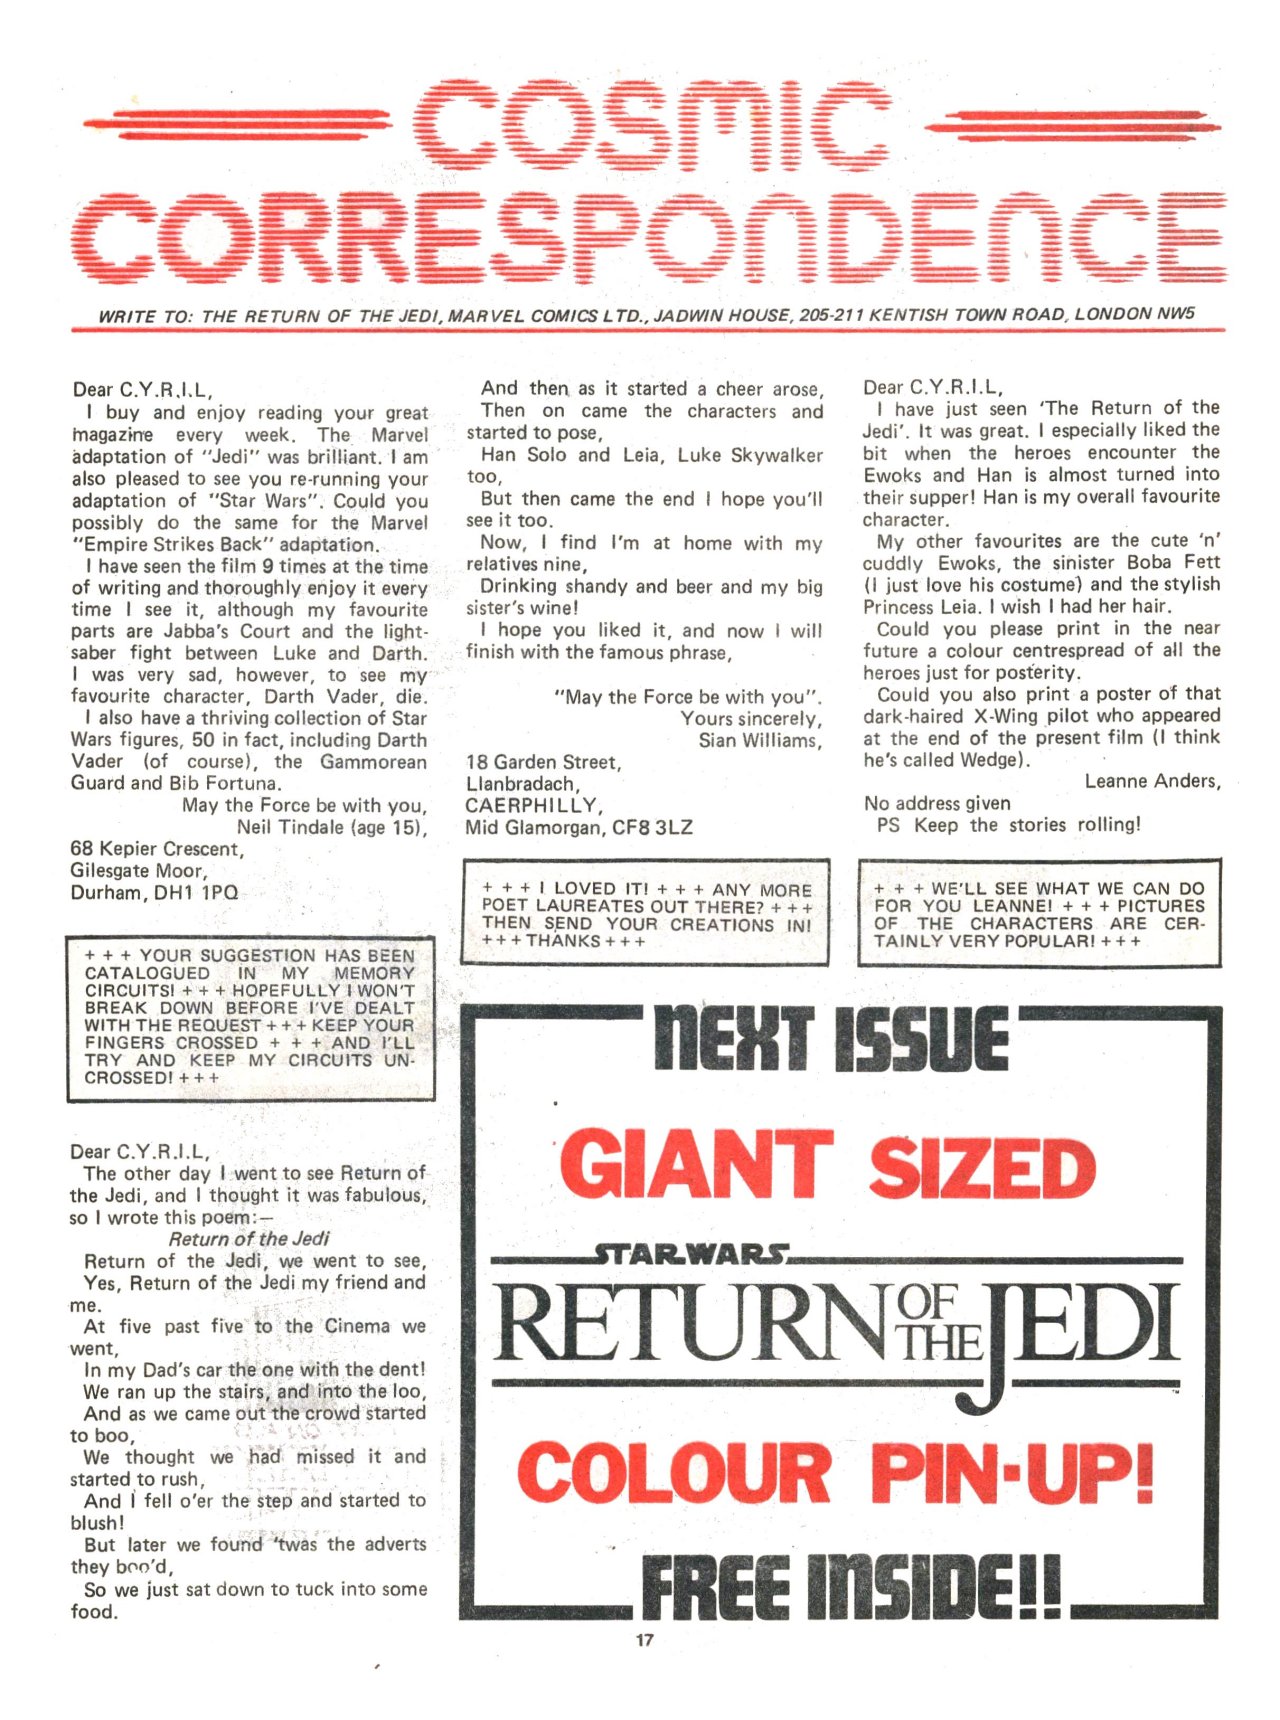 COSMIC
CORRESPONDENCE
WRITE TO: THE RETURN OF THE JEDI, MARVEL COMICS LTD., JADWIN HOUSE, 205-211 KENTISH TOWN ROAD, LONDON NW5
Dear C.Y.R.I.L,
I buy and enjoy reading your great
magazine every week. The Marvel
adaptation of "Jedi" was brilliant. I am
also pleased to see you re-running your
adaptation of "Star Wars". Could you
possibly do the same for the Marvel
"Empire Strikes Back" adaptation.
I have seen the film 9 times at the time
of writing and thoroughly enjoy it every
time I see it, although my favourite
parts are Jabba's Court and the light-
saber fight between Luke and Darth.
I was very sad, however, to see my
favourite character, Darth Vader, die.
I also have a thriving collection of Star
Wars figures, 50 in fact, including Darth
Vader (of course), the Gammorean
Guard and Bib Fortuna.
May the Force be with you,
Neil Tindale (age 15),
68 Kepier Crescent,
Gilesgate Moor,
Durham, DH1 1PQ
+ + + YOUR SUGGESTION HAS BEEN
CATALOGUED IN MY MEMORY
CIRCUITS! + + + HOPEFULLY I WON'T
BREAK DOWN BEFORE I'VE DEALT
WITH THE REQUEST + + + KEEP YOUR
FINGERS CROSSED + + + AND I'LL
TRY AND KEEP MY CIRCUITS UN-
CROSSED! + + +
Dear C.Y.R.I.L,
The other day I went to see Return of
the Jedi, and I thought it was fabulous,
so I wrote this poem:—
Return of the Jedi
Return of the Jedi, we went to see,
Yes, Return of the Jedi my friend and
me.
At five past five to the Cinema we
went,
In my Dad's car the one with the dent!
We ran up the stairs, and into the loo,
And as we came out the crowd started
to boo,
We thought we had missed it and
started to rush,
And I fell o'er the step and started to
blush!
But later we found 'twas the adverts
they boo'd,
So we just sat down to tuck into some
food.
And then as it started a cheer arose,
Then on came the characters and
started to pose,
Han Solo and Leia, Luke Skywalker
too,
But then came the end I hope you'll
see it too.
Now, I find I'm at home with my
relatives nine,
Drinking shandy and beer and my big
sister's wine!
I hope you liked it, and now I will
finish with the famous phrase,
"May the Force be with you".
Yours sincerely,
Sian Williams,
18 Garden Street,
Llanbradach,
CAERPHILLY,
Mid Glamorgan, CF8 3LZ
+ + + I LOVED IT! + + + ANY MORE
POET LAUREATES OUT THERE? + + +
THEN SEND YOUR CREATIONS IN!
+ + + THANKS + + +
Dear C.Y.R.I.L,
I have just seen 'The Return of the
Jedi'. It was great. I especially liked the
bit when the heroes encounter the
Ewoks and Han is almost turned into
their supper! Han is my overall favourite
character.
My other favourites are the cute 'n'
cuddly Ewoks, the sinister Boba Fett
(I just love his costume) and the stylish
Princess Leia. I wish I had her hair.
Could you please print in the near
future a colour centrespread of all the
heroes just for posterity.
Could you also print a poster of that
dark-haired X-Wing pilot who appeared
at the end of the present film (I think
he's called Wedge).
Leanne Anders,
No address given
PS Keep the stories rolling!
+ + + WE'LL SEE WHAT WE CAN DO
FOR YOU LEANNE! + + + PICTURES
OF THE CHARACTERS ARE CER-
TAINLY VERY POPULAR! + + +
NEXT ISSUE
GIANT SIZED
STAR WARS
RETURN OF THE JEDI
COLOUR PIN-UP!
FREE INSIDE!!
17